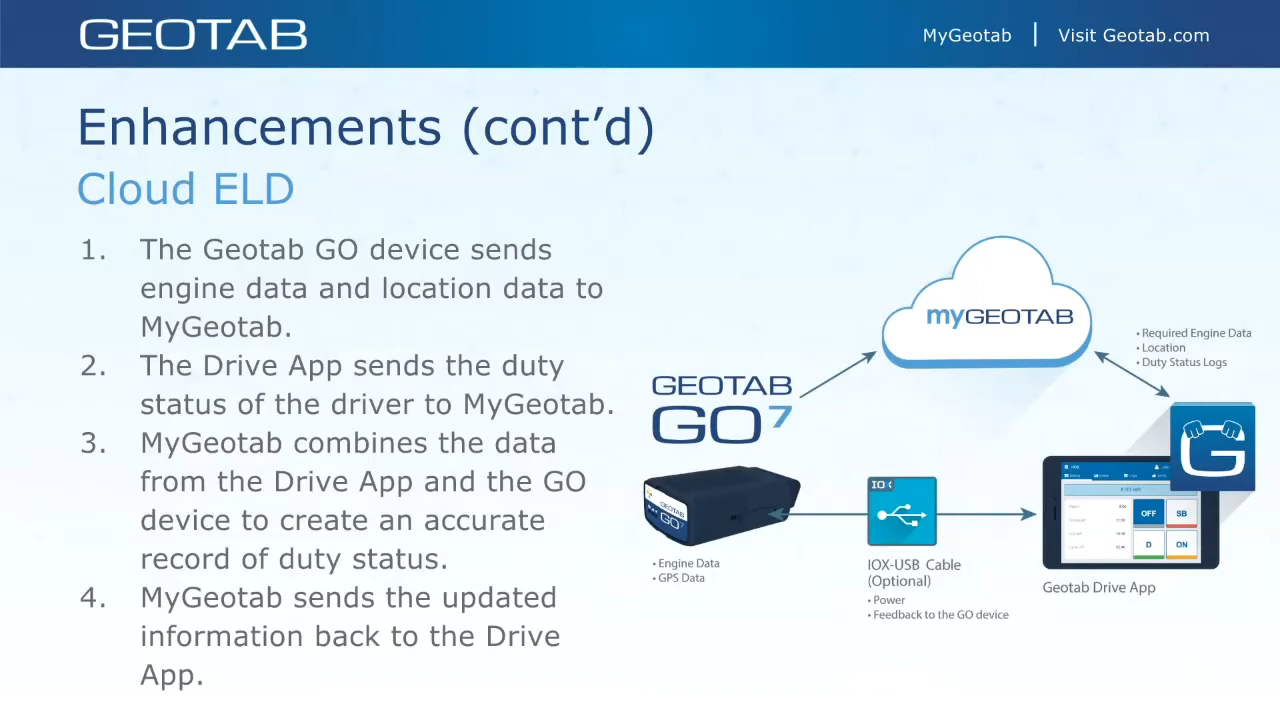 GEOTAB
MyGeotab | Visit Geotab.com
Enhancements (cont’d)
Cloud ELD
1. The Geotab GO device sends
engine data and location data to
MyGeotab.
2. The Drive App sends the duty
status of the driver to MyGeotab.
3. MyGeotab combines the data
from the Drive App and the GO
device to create an accurate
record of duty status.
4. MyGeotab sends the updated
information back to the Drive
App.
myGEOTAB
• Required Engine Data
• Location
• Duty Status Logs
GEOTAB
GO7
GO7
• Engine Data
• GPS Data
IOX
IOX-USB Cable
(Optional)
• Power
• Feedback to the GO device
G
HOS
OFF
SB
D
ON
Geotab Drive App